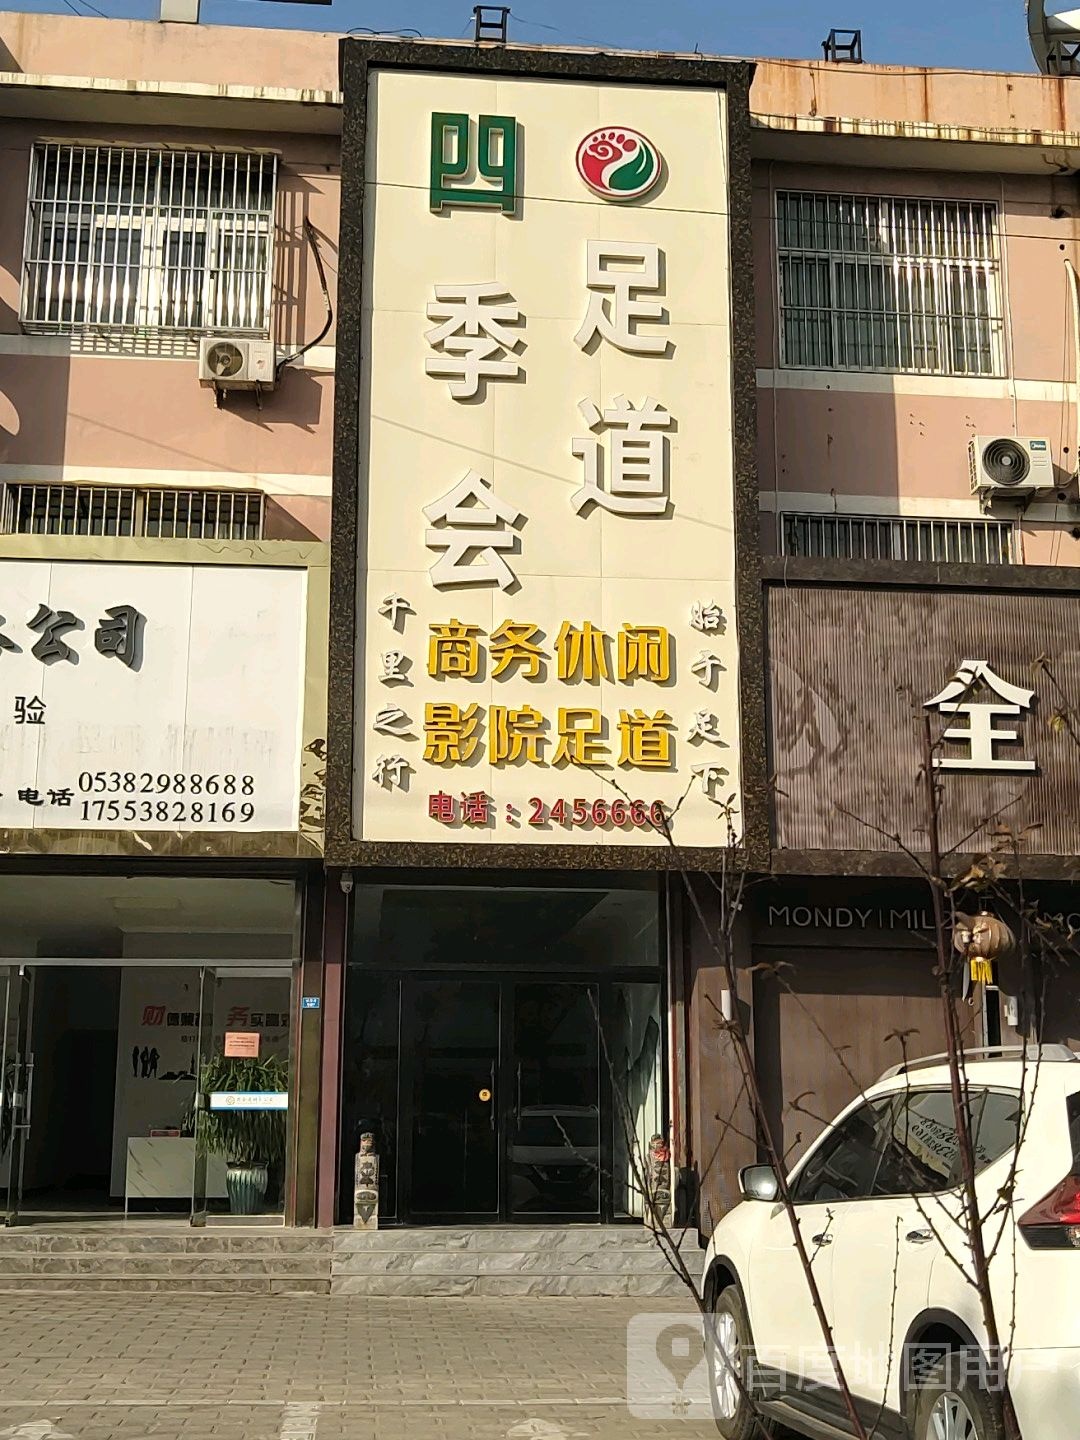 四季会
足道
千里之行
始于足下
商务休闲
影院足道
电话：2456666
公司
验
电话 05382988688
17553828169
全
MONDY|MIL
财 务
百度地图用户